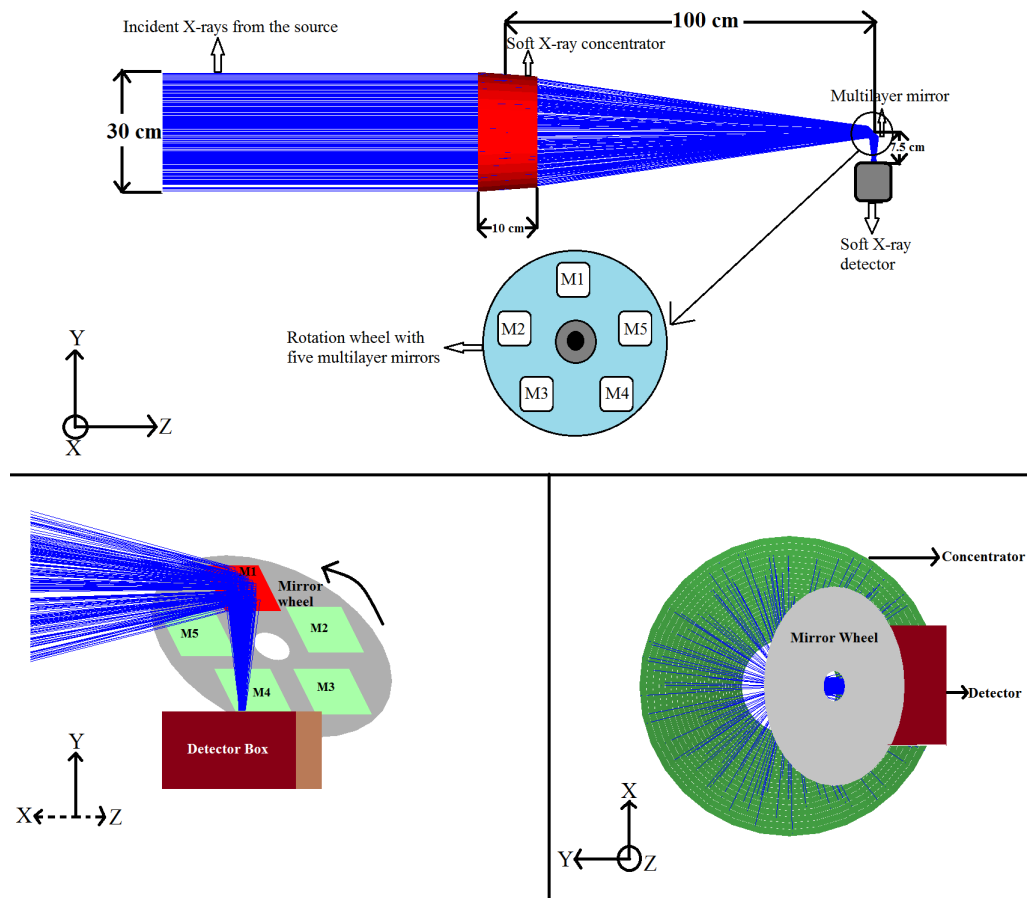 Incident X-rays from the source
100 cm
Soft X-ray concentrator
Multilayer mirror
30 cm
7.5 cm
10 cm
Soft X-ray
detector
M1
M2
M5
Rotation wheel with
five multilayer mirrors
M3
M4
Y
Z
X
M1
Mirror
wheel
M5
M2
M4
M3
Detector Box
Y
X
Z
Concentrator
Mirror Wheel
Detector
X
Y
Z